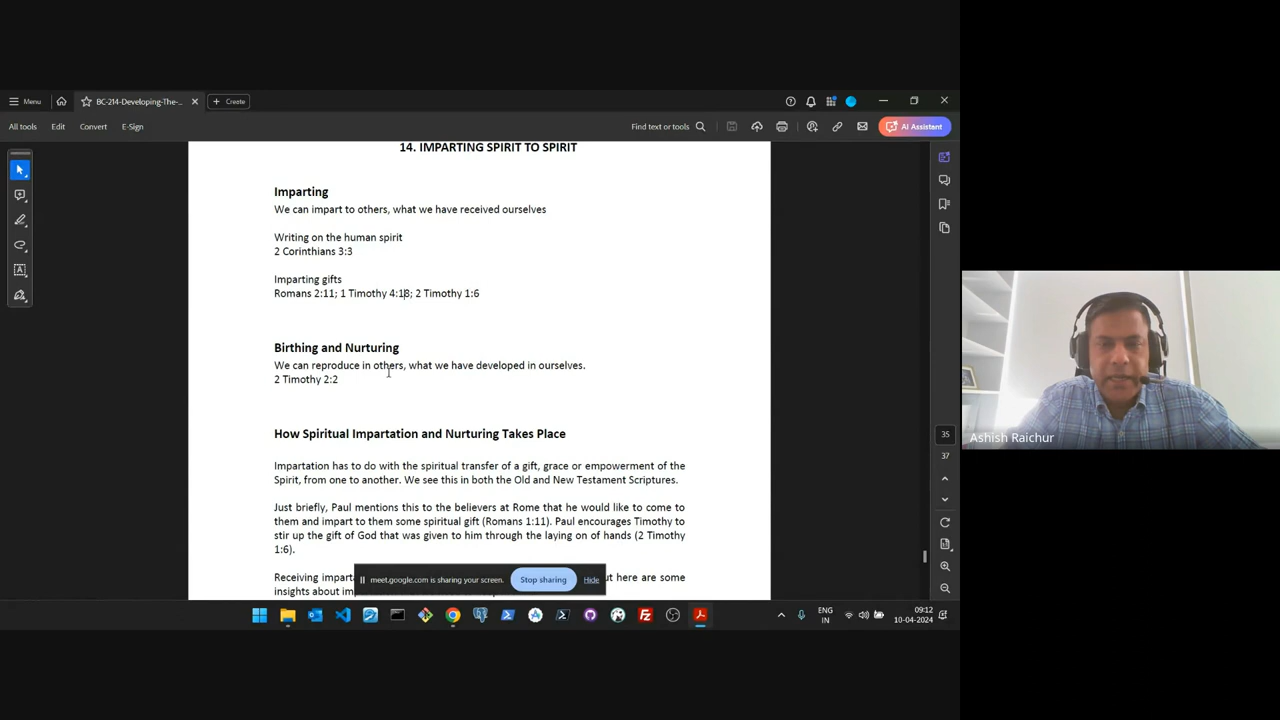 Menu
BC-214-Developing-The-...
Create
All tools
Edit
Convert
E-Sign
Find text or tools
AI Assistant
14. IMPARTING SPIRIT TO SPIRIT
Imparting
We can impart to others, what we have received ourselves
Writing on the human spirit
2 Corinthians 3:3
Imparting gifts
Romans 2:11; 1 Timothy 4:18; 2 Timothy 1:6
Birthing and Nurturing
We can reproduce in others, what we have developed in ourselves.
2 Timothy 2:2
How Spiritual Impartation and Nurturing Takes Place
Impartation has to do with the spiritual transfer of a gift, grace or empowerment of the
Spirit, from one to another. We see this in both the Old and New Testament Scriptures.
Just briefly, Paul mentions this to the believers at Rome that he would like to come to
them and impart to them some spiritual gift (Romans 1:11). Paul encourages Timothy to
stir up the gift of God that was given to him through the laying on of hands (2 Timothy
1:6).
Receiving impart ut here are some
insights about im
meet.google.com is sharing your screen.
Stop sharing
Hide
35
37
Ashish Raichur
ENG
IN
09:12
10-04-2024